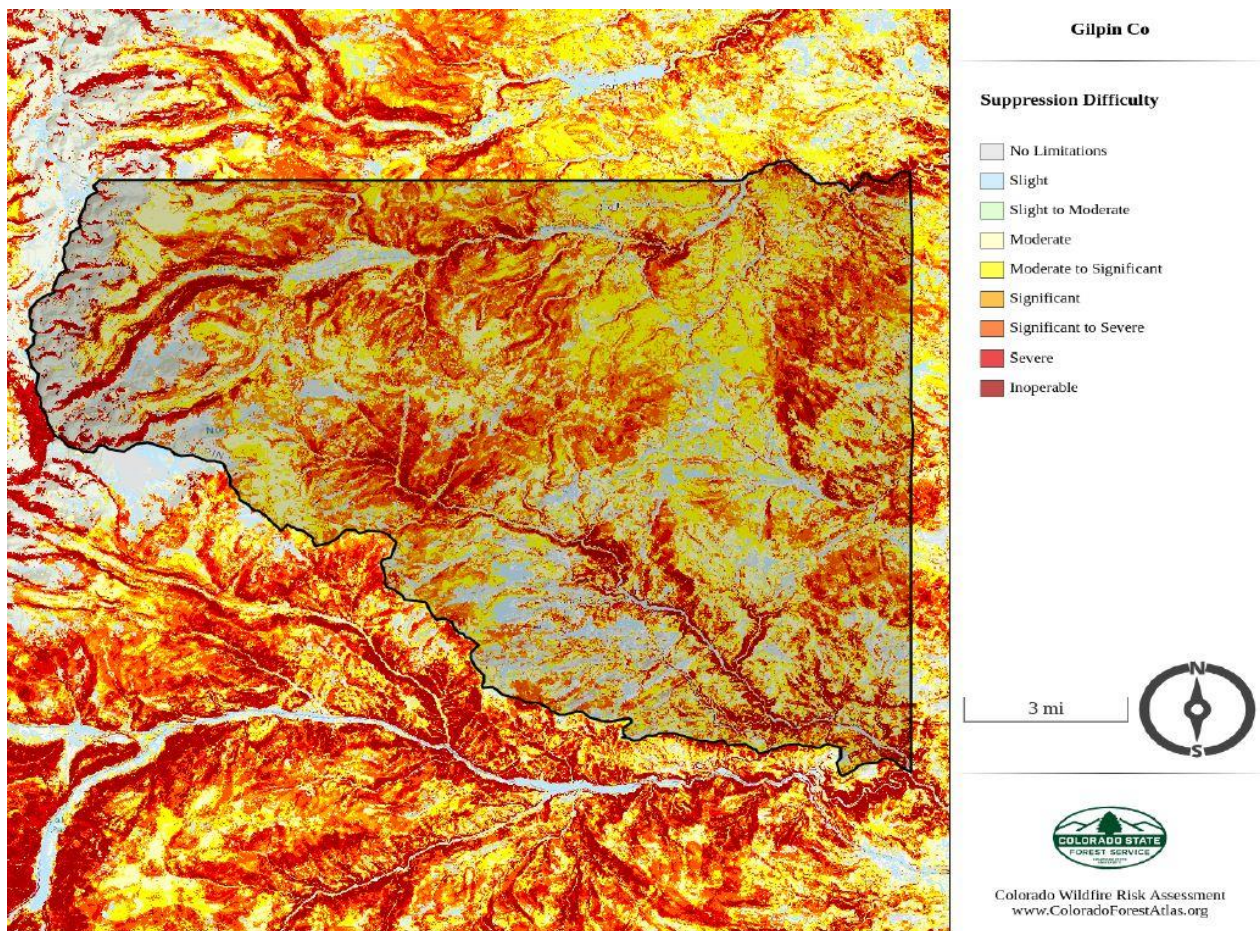 Gilpin Co
Suppression Difficulty
No Limitations
Slight
Slight to Moderate
Moderate
Moderate to Significant
Significant
Significant to Severe
Severe
Inoperable
PIN
3 mi
N
S
COLORADO STATE
FOREST SERVICE
Colorado Wildfire Risk Assessment
www.ColoradoForestAtlas.org